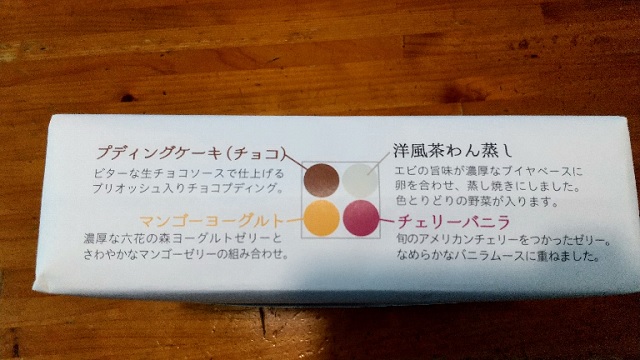 プディングケーキ(チョコ)
ビターな生チョコソースで仕上げる
ブリオッシュ入りチョコプディング。
洋風茶わん蒸し
エビの旨味が濃厚なブイヤベースに
卵を合わせ、蒸し焼きにしました。
色とりどりの野菜が入ります。
マンゴーヨーグルト
濃厚な六花の森ヨーグルトゼリーと
さわやかなマンゴーゼリーの組み合わせ。
チェリーバニラ
旬のアメリカンチェリーをつかったゼリー。
なめらかなバニラムースに重ねました。